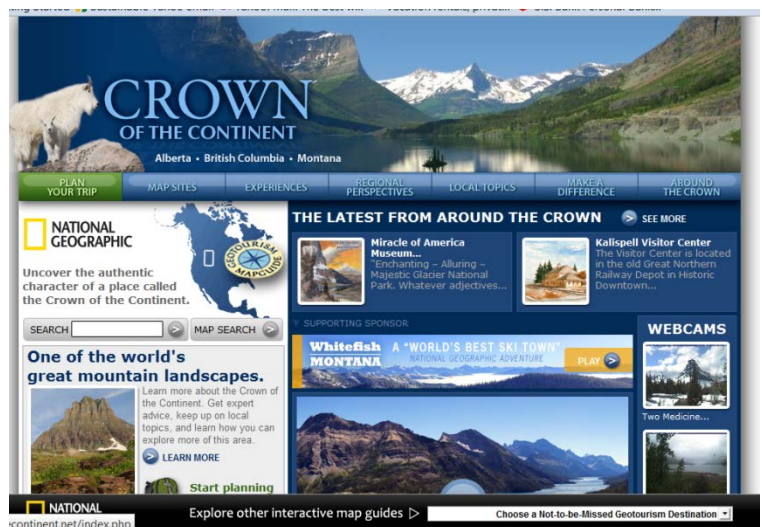 CROWN
OF THE CONTINENT
Alberta • British Columbia • Montana
PLAN YOUR TRIP
MAP SITES
EXPERIENCES
REGIONAL PERSPECTIVES
LOCAL TOPICS
MAKE A DIFFERENCE
AROUND THE CROWN
NATIONAL
GEOGRAPHIC
GEOTOURISM
MAPGUIDE
Uncover the authentic
character of a place called
the Crown of the Continent.
SEARCH
MAP SEARCH
One of the world's
great mountain landscapes.
Learn more about the Crown of
the Continent. Get expert
advice, keep up on local
topics, and learn how you can
explore more of this area.
LEARN MORE
Start planning
THE LATEST FROM AROUND THE CROWN
SEE MORE
Miracle of America
Museum...
"Enchanting – Alluring –
Majestic Glacier National
Park. Whatever adjectives...
Kalispell Visitor Center
The Visitor Center is located
in the old Great Northern
Railway Depot in Historic
Downtown...
SUPPORTING SPONSOR
Whitefish
MONTANA
A "WORLD'S BEST SKI TOWN"
NATIONAL GEOGRAPHIC ADVENTURE
PLAY
WEBCAMS
Two Medicine...
NATIONAL
Explore other interactive map guides
Choose a Not-to-be-Missed Geotourism Destination
econtinent.net/index.php